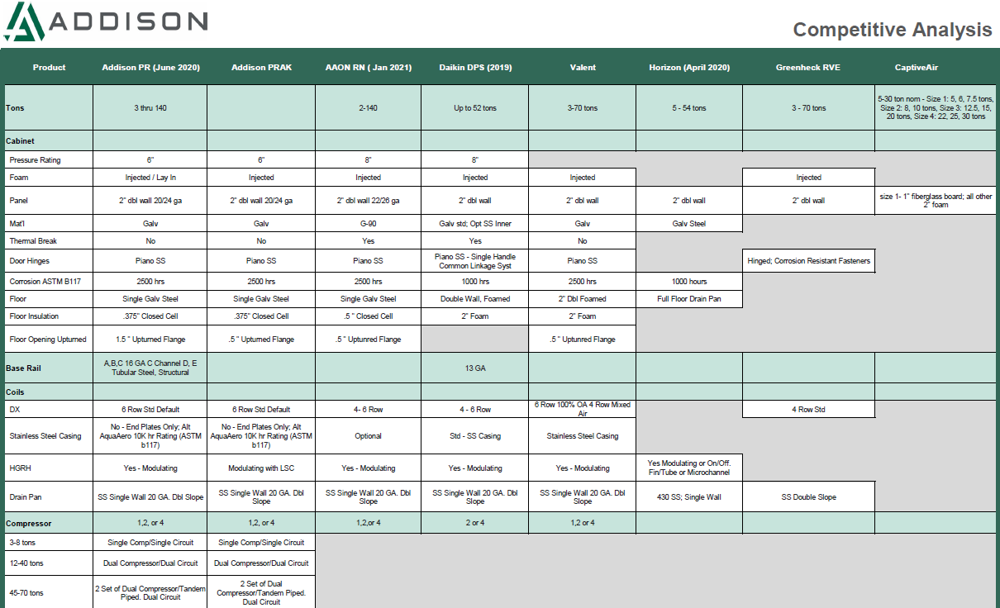 ADDISON
Competitive Analysis
Product Addison PR (June 2020) Addison PRAK AAON RN ( Jan 2021) Daikin DPS (2019) Valent Horizon (April 2020) Greenheck RVE CaptiveAir
Tons 3 thru 140 2-140 Up to 52 tons 3-70 tons 5 - 54 tons 3 - 70 tons 5-30 ton nom - Size 1: 5, 6, 7.5 tons,
Size 2: 8, 10 tons, Size 3: 12.5, 15,
20 tons, Size 4: 22, 25, 30 tons
Cabinet
Pressure Rating 6" 6" 8" 8"
Foam Injected / Lay In Injected Injected Injected Injected Injected
Panel 2" dbl wall 20/24 ga 2" dbl wall 20/24 ga 2" dbl wall 22/26 ga 2" dbl wall 2" dbl wall 2" dbl wall 2" dbl wall size 1- 1" fiberglass board; all other
2" foam
Mat'l Galv Galv G-90 Galv std; Opt SS Inner Galv Galv Steel
Thermal Break No No Yes Yes No
Door Hinges Piano SS Piano SS Piano SS Piano SS - Single Handle
Common Linkage Syst Piano SS Hinged; Corrosion Resistant Fasteners
Corrosion ASTM B117 2500 hrs 2500 hrs 2500 hrs 1000 hrs 2500 hrs 1000 hours
Floor Single Galv Steel Single Galv Steel Single Galv Steel Double Wall, Foamed 2" Dbl Foamed Full Floor Drain Pan
Floor Insulation .375" Closed Cell .375" Closed Cell .5 " Closed Cell 2" Foam 2" Foam
Floor Opening Upturned 1.5 " Upturned Flange .5 " Upturned Flange .5 " Uptunred Flange .5 " Uptunred Flange
Base Rail A,B,C 16 GA C Channel D, E
Tubular Steel, Structural 13 GA
Coils
DX 6 Row Std Default 6 Row Std Default 4- 6 Row 4 - 6 Row 6 Row 100% OA 4 Row Mixed
Air 4 Row Std
Stainless Steel Casing No - End Plates Only; Alt
AquaAero 10K hr Rating (ASTM
b117) No - End Plates Only; Alt
AquaAero 10K hr Rating (ASTM
b117) Optional Std - SS Casing Stainless Steel Casing
HGRH Yes - Modulating Modulating with LSC Yes - Modulating Yes - Modulating Yes - Modulating Yes Modulating or On/Off.
Fin/Tube or Microchannel
Drain Pan SS Single Wall 20 GA. Dbl Slope SS Single Wall 20 GA. Dbl
Slope SS Single Wall 20 GA. Dbl
Slope SS Single Wall 20 GA. Dbl
Slope SS Single Wall 20 GA. Dbl
Slope 430 SS; Single Wall SS Double Slope
Compressor 1,2, or 4 1,2, or 4 1,2,or 4 2 or 4 1,2 or 4
3-8 tons Single Comp/Single Circuit Single Comp/Single Circuit
12-40 tons Dual Compressor/Dual Circuit Dual Compressor/Dual Circuit
45-70 tons 2 Set of Dual Compressor/Tandem
Piped. Dual Circuit 2 Set of Dual
Compressor/Tandem Piped.
Dual Circuit